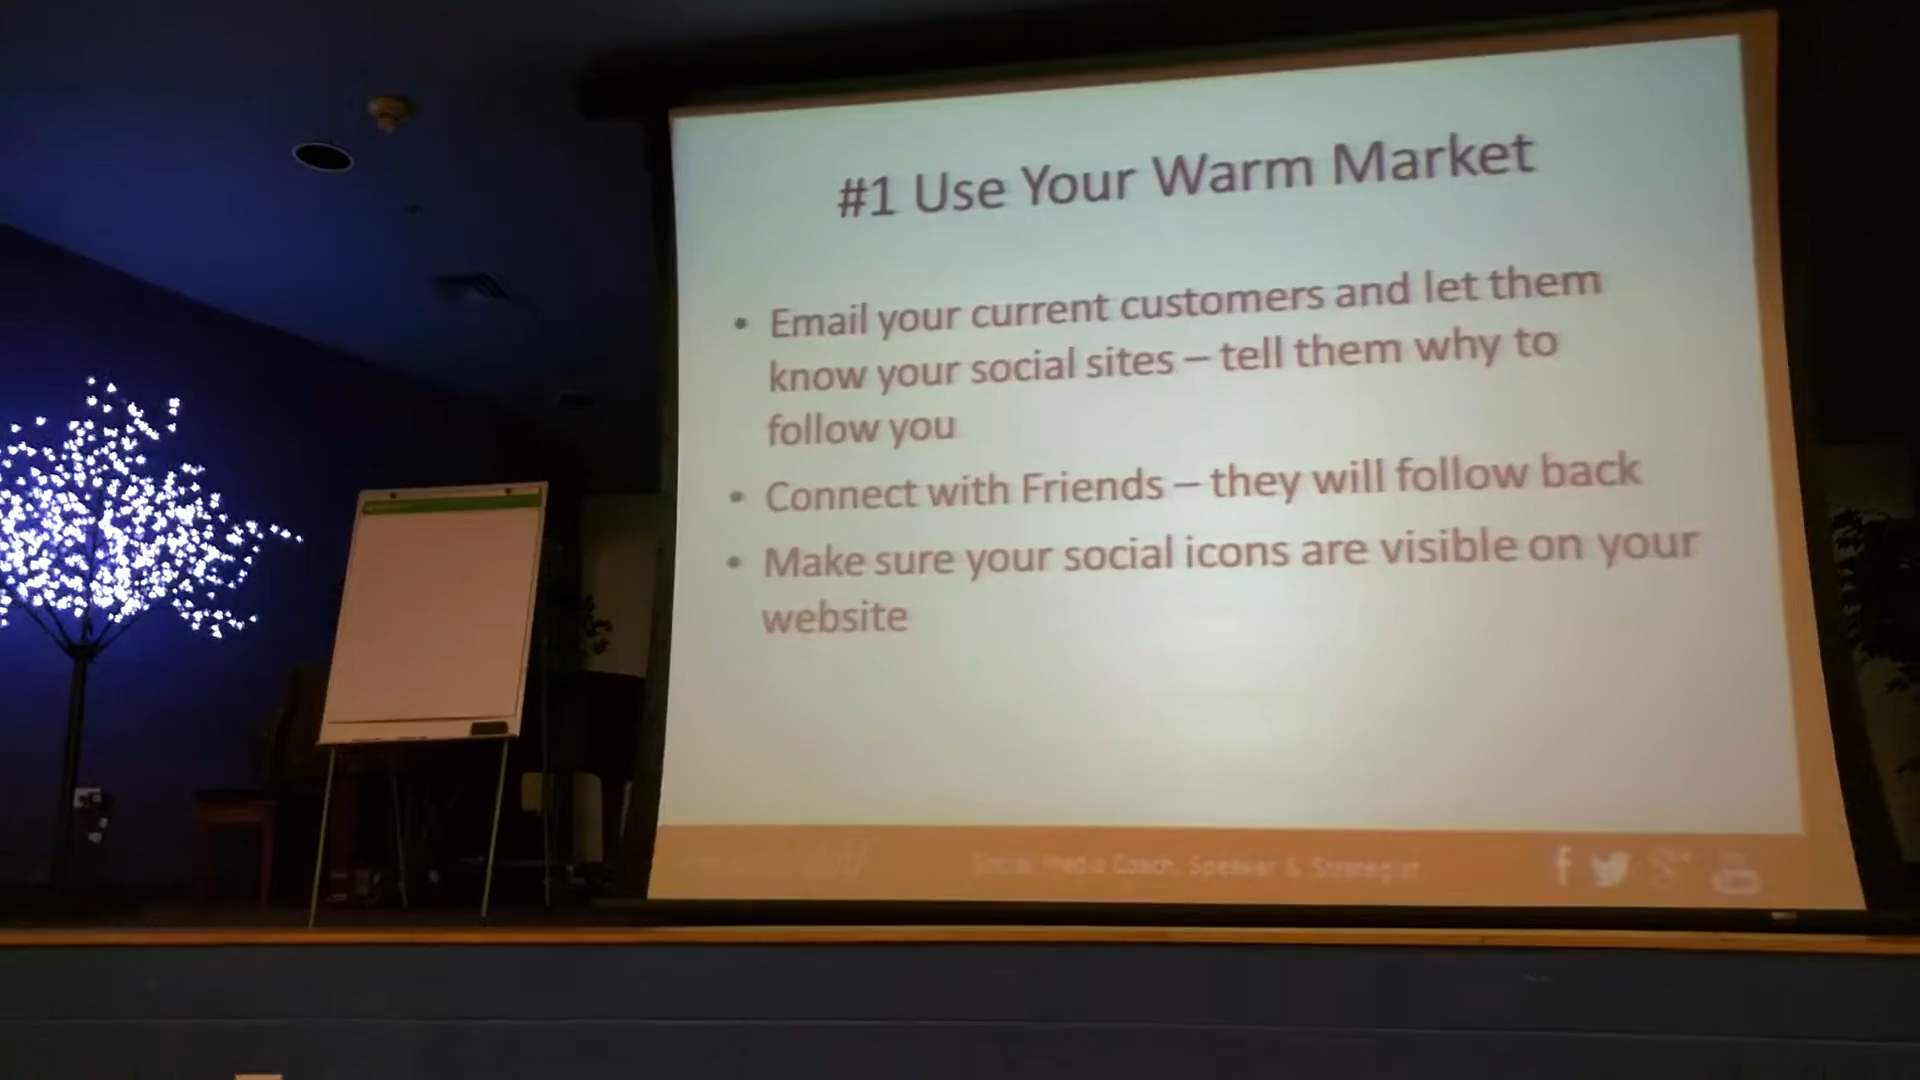 #1 Use Your Warm Market
• Email your current customers and let them
know your social sites – tell them why to
follow you
• Connect with Friends – they will follow back
• Make sure your social icons are visible on your
website
Social Media Coach, Speaker & Strategist